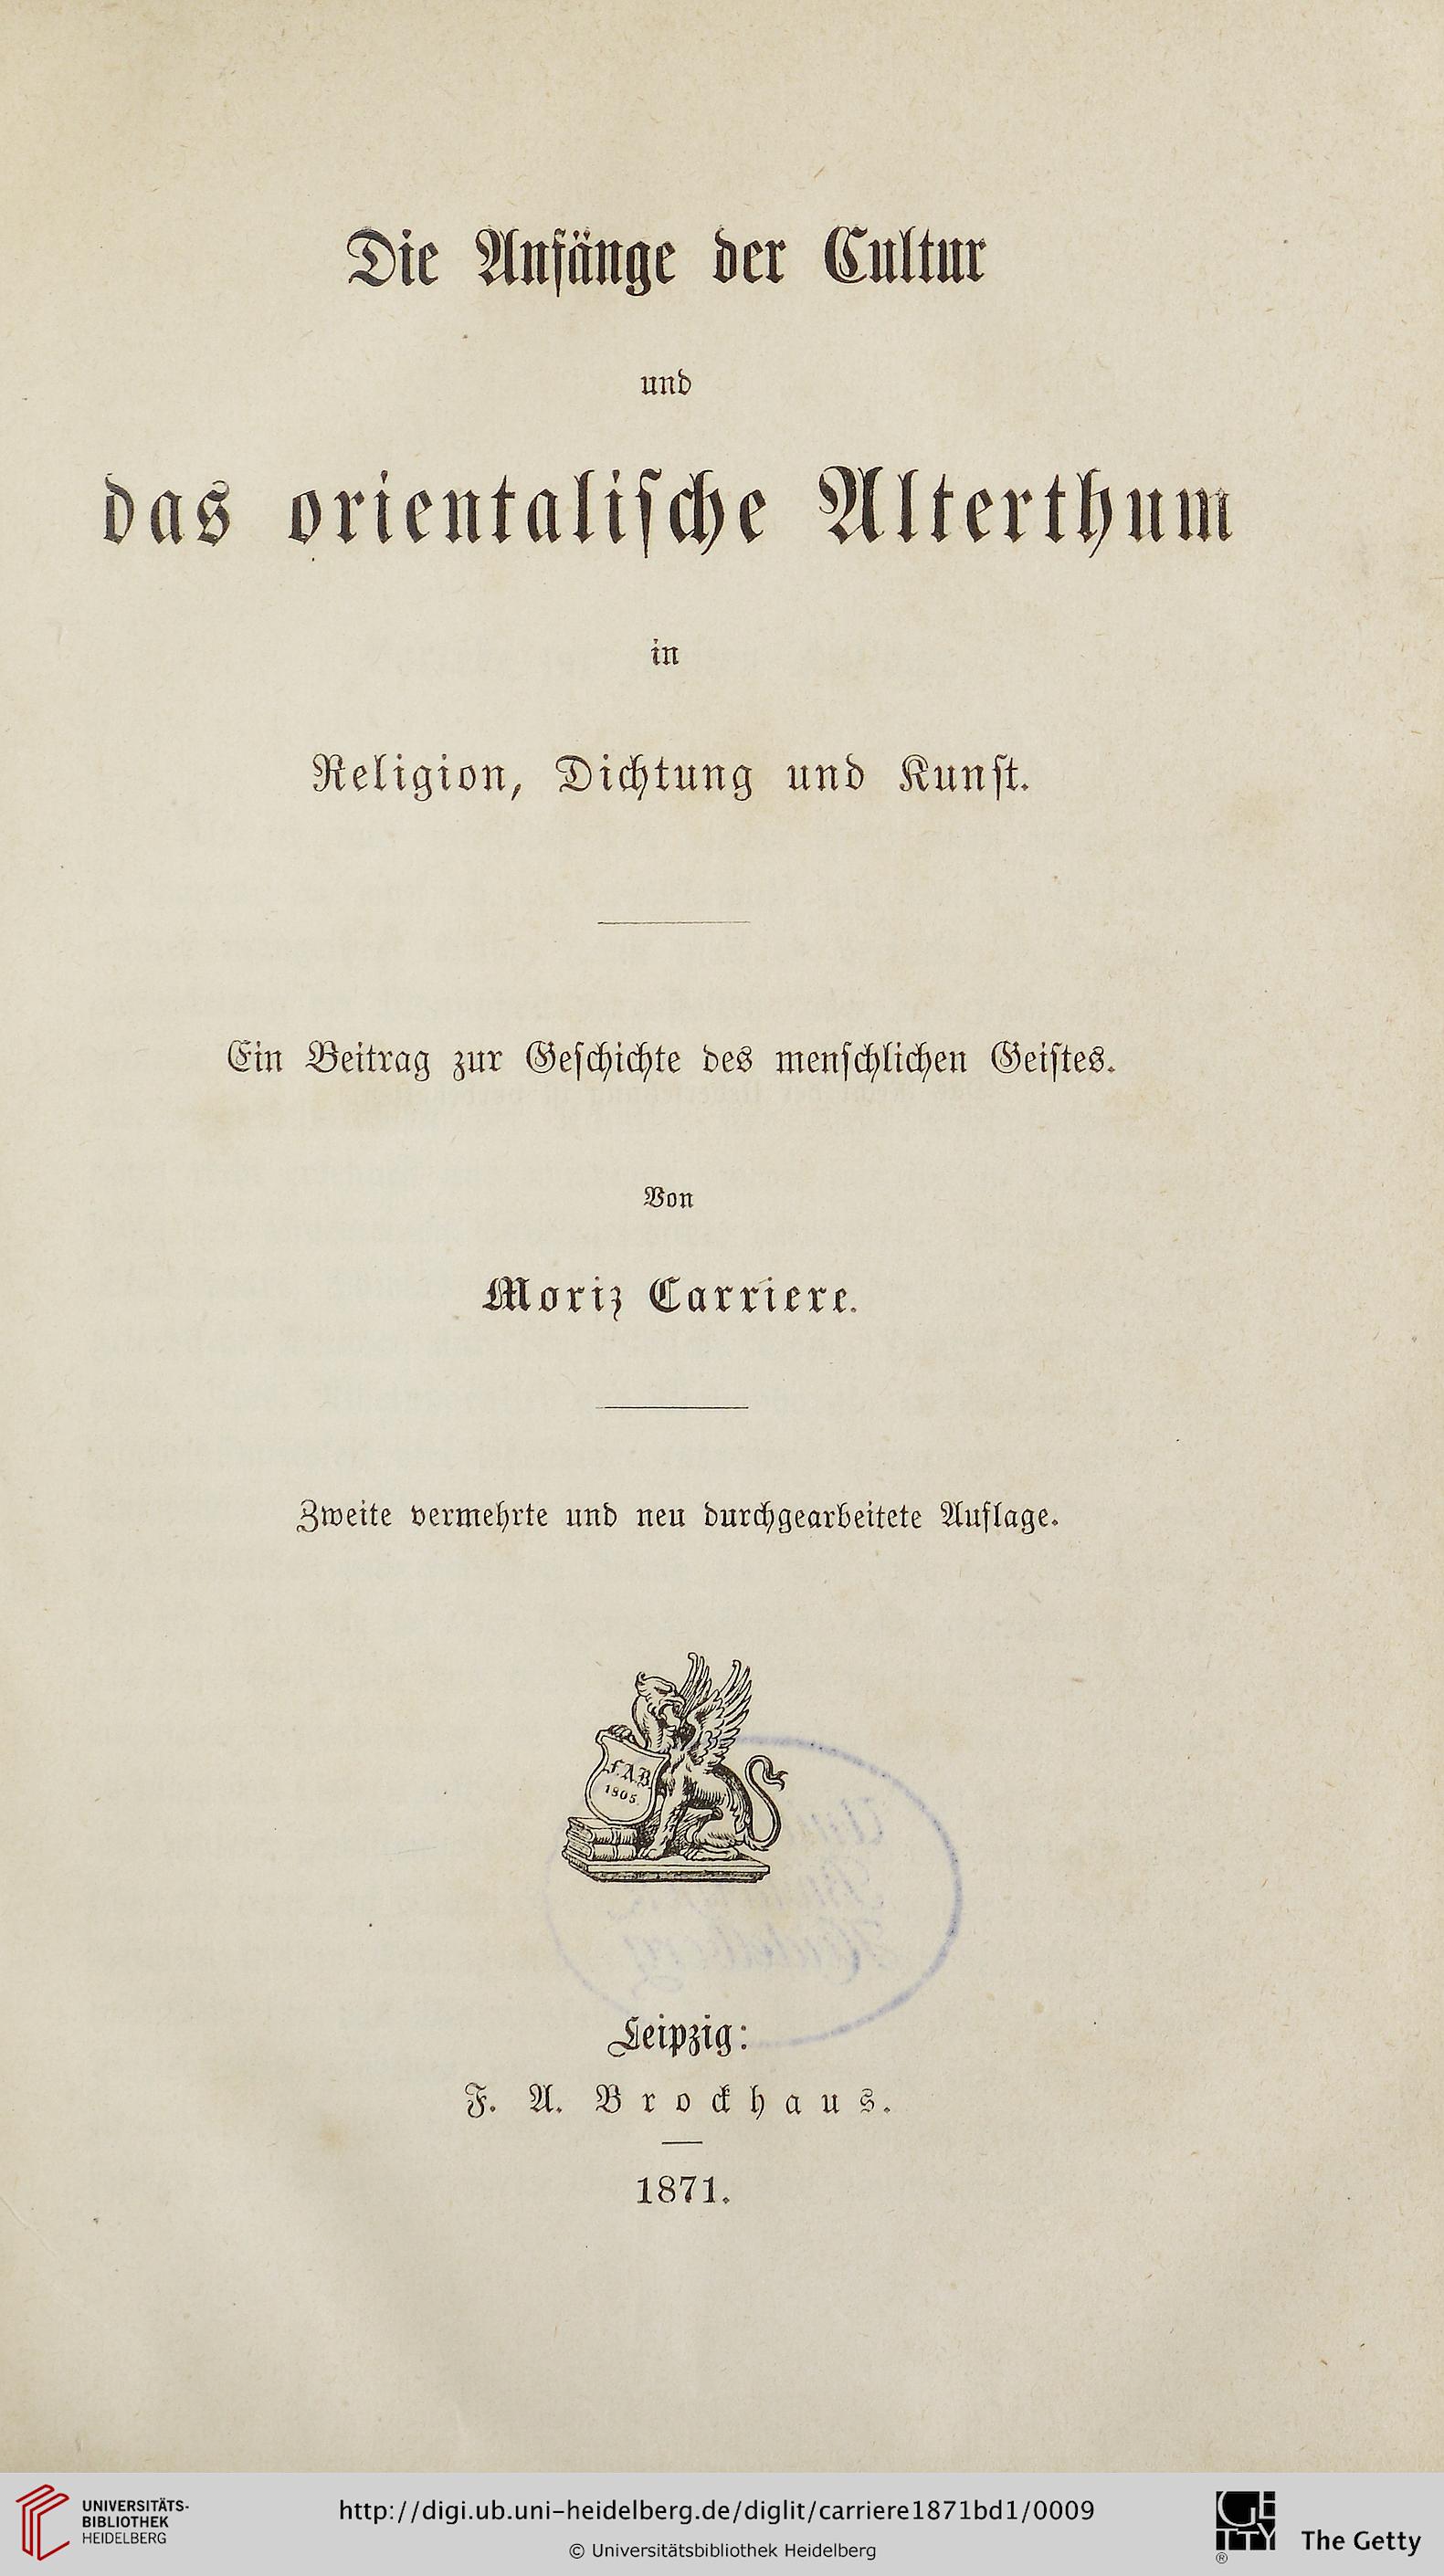 Die Anfänge der Cultur
und
das orientalische Alterthum
in
Religion, Dichtung und Kunst.
Ein Beitrag zur Geschichte des menschlichen Geistes.
Von
Moriz Carriere.
Zweite vermehrte und neu durchgearbeitete Auflage.
F.A.B.
1805.
Leipzig:
F. A. Brockhaus.
1871.
UNIVERSITÄTS-
BIBLIOTHEK
HEIDELBERG
http://digi.ub.uni-heidelberg.de/diglit/carriere1871bd1/0009
© Universitätsbibliothek Heidelberg
GETTY
®
The Getty